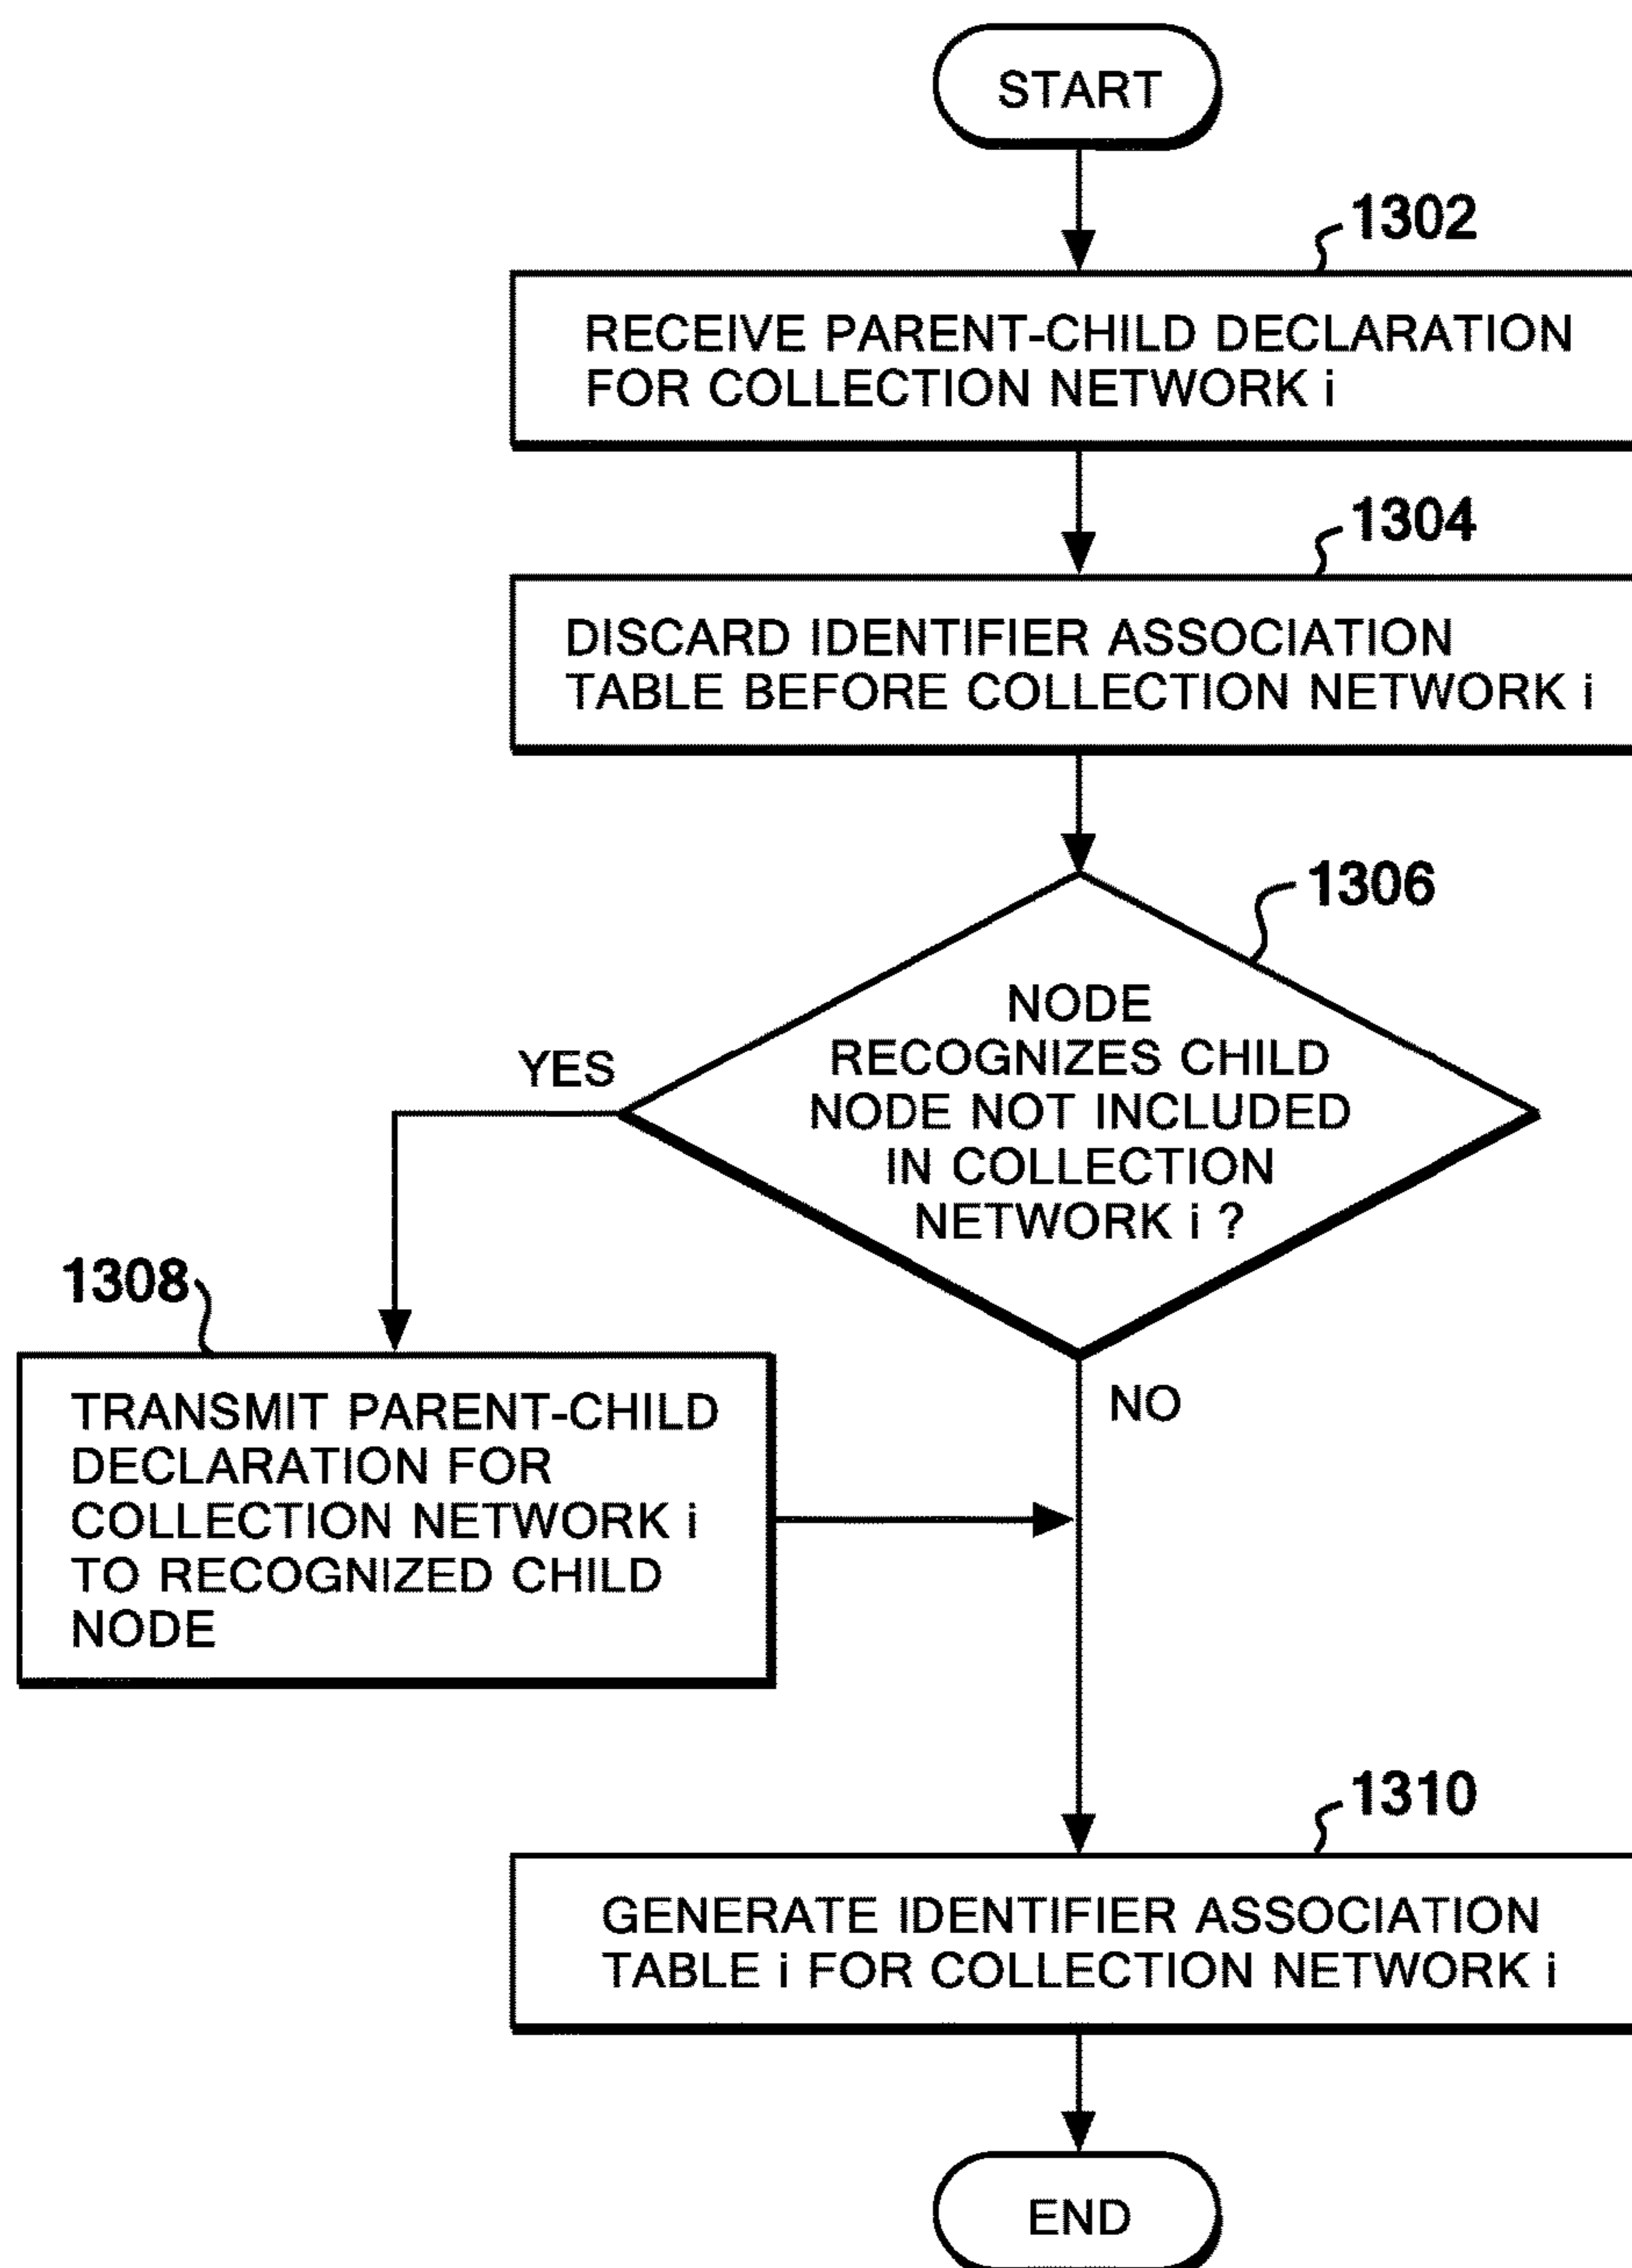 START
1302
RECEIVE PARENT-CHILD DECLARATION
FOR COLLECTION NETWORK i
1304
DISCARD IDENTIFIER ASSOCIATION
TABLE BEFORE COLLECTION NETWORK i
1306
NODE
RECOGNIZES CHILD
NODE NOT INCLUDED
IN COLLECTION
NETWORK i ?
YES
NO
1308
TRANSMIT PARENT-CHILD
DECLARATION FOR
COLLECTION NETWORK i
TO RECOGNIZED CHILD
NODE
1310
GENERATE IDENTIFIER ASSOCIATION
TABLE i FOR COLLECTION NETWORK i
END